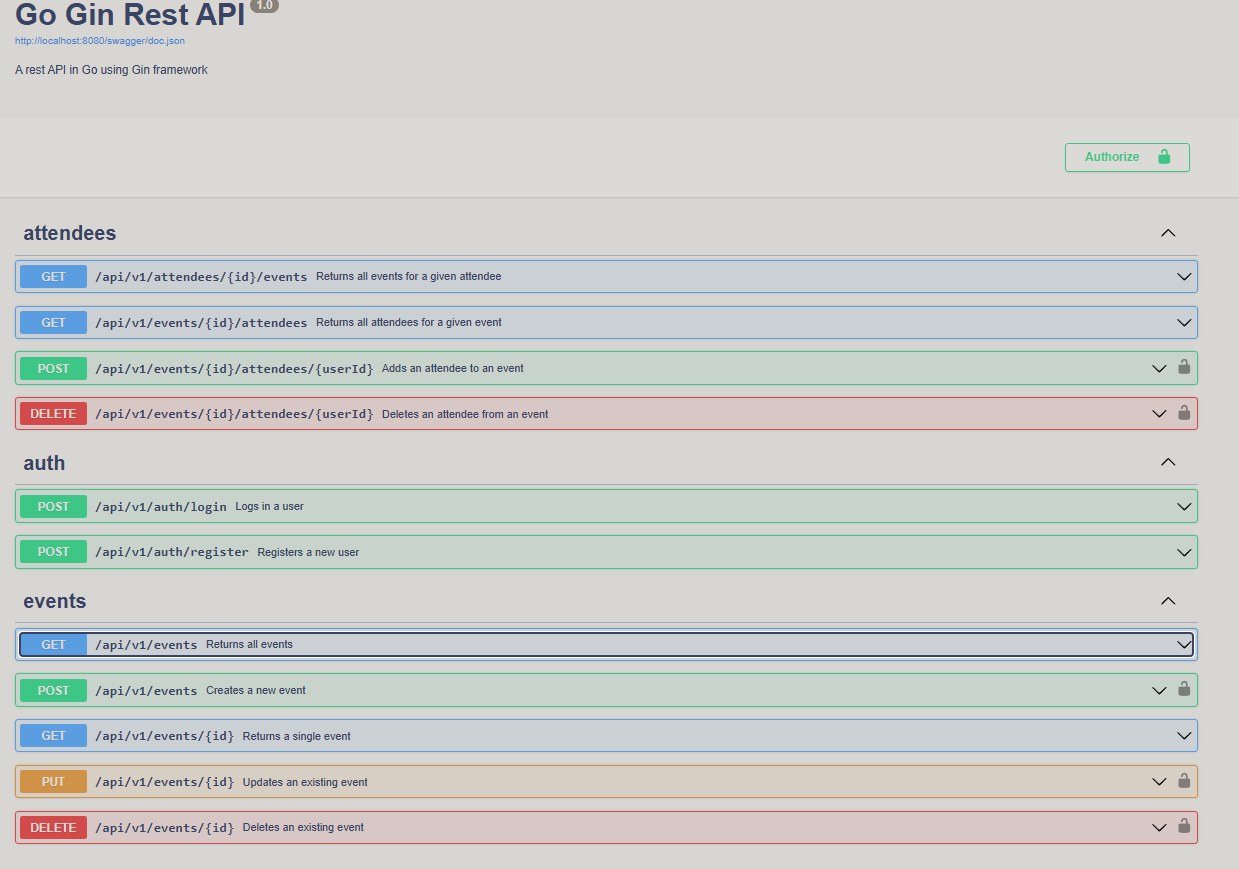 Go Gin Rest API 1.0
http://localhost:8080/swagger/doc.json
A rest API in Go using Gin framework
Authorize
attendees
GET /api/v1/attendees/{id}/events Returns all events for a given attendee
GET /api/v1/events/{id}/attendees Returns all attendees for a given event
POST /api/v1/events/{id}/attendees/{userId} Adds an attendee to an event
DELETE /api/v1/events/{id}/attendees/{userId} Deletes an attendee from an event
auth
POST /api/v1/auth/login Logs in a user
POST /api/v1/auth/register Registers a new user
events
GET /api/v1/events Returns all events
POST /api/v1/events Creates a new event
GET /api/v1/events/{id} Returns a single event
PUT /api/v1/events/{id} Updates an existing event
DELETE /api/v1/events/{id} Deletes an existing event